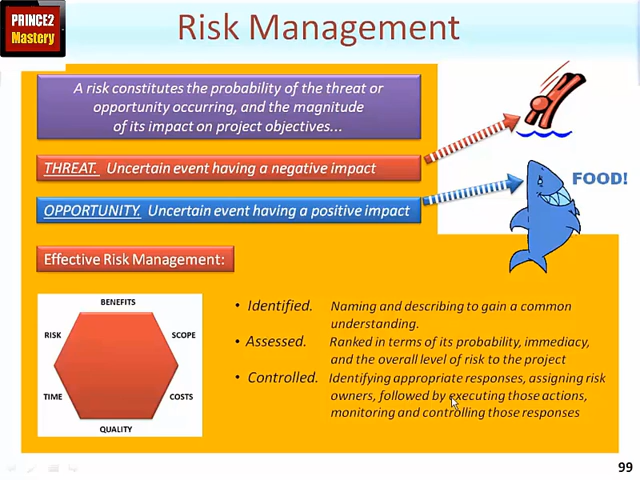 PRINCE2
Mastery
Risk Management
A risk constitutes the probability of the threat or
opportunity occurring, and the magnitude
of its impact on project objectives...
THREAT. Uncertain event having a negative impact
OPPORTUNITY. Uncertain event having a positive impact
FOOD!
Effective Risk Management:
BENEFITS
RISK
SCOPE
TIME
COSTS
QUALITY
• Identified. Naming and describing to gain a common
understanding.
• Assessed. Ranked in terms of its probability, immediacy,
and the overall level of risk to the project
• Controlled. Identifying appropriate responses, assigning risk
owners, followed by executing those actions,
monitoring and controlling those responses
99